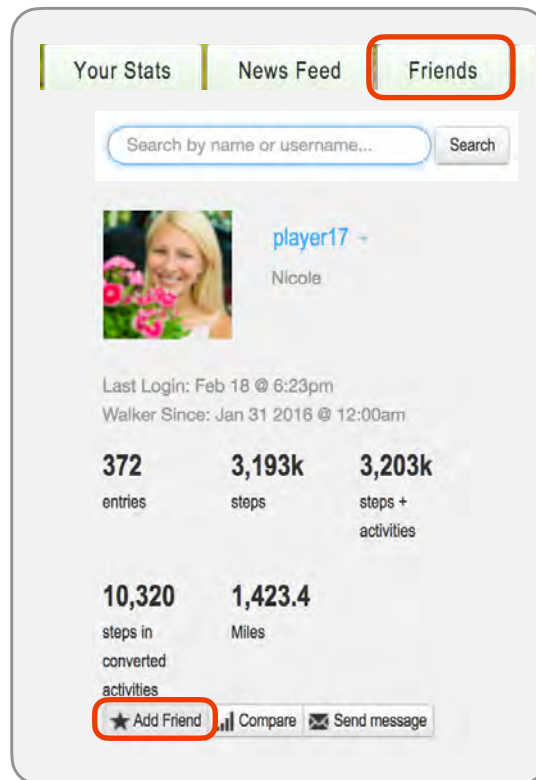 Your Stats News Feed Friends
Search by name or username... Search
player17
Nicole
Last Login: Feb 18 @ 6:23pm
Walker Since: Jan 31 2016 @ 12:00am
372 3,193k 3,203k
entries steps steps +
activities
10,320 1,423.4
steps in Miles
converted
activities
Add Friend Compare Send message